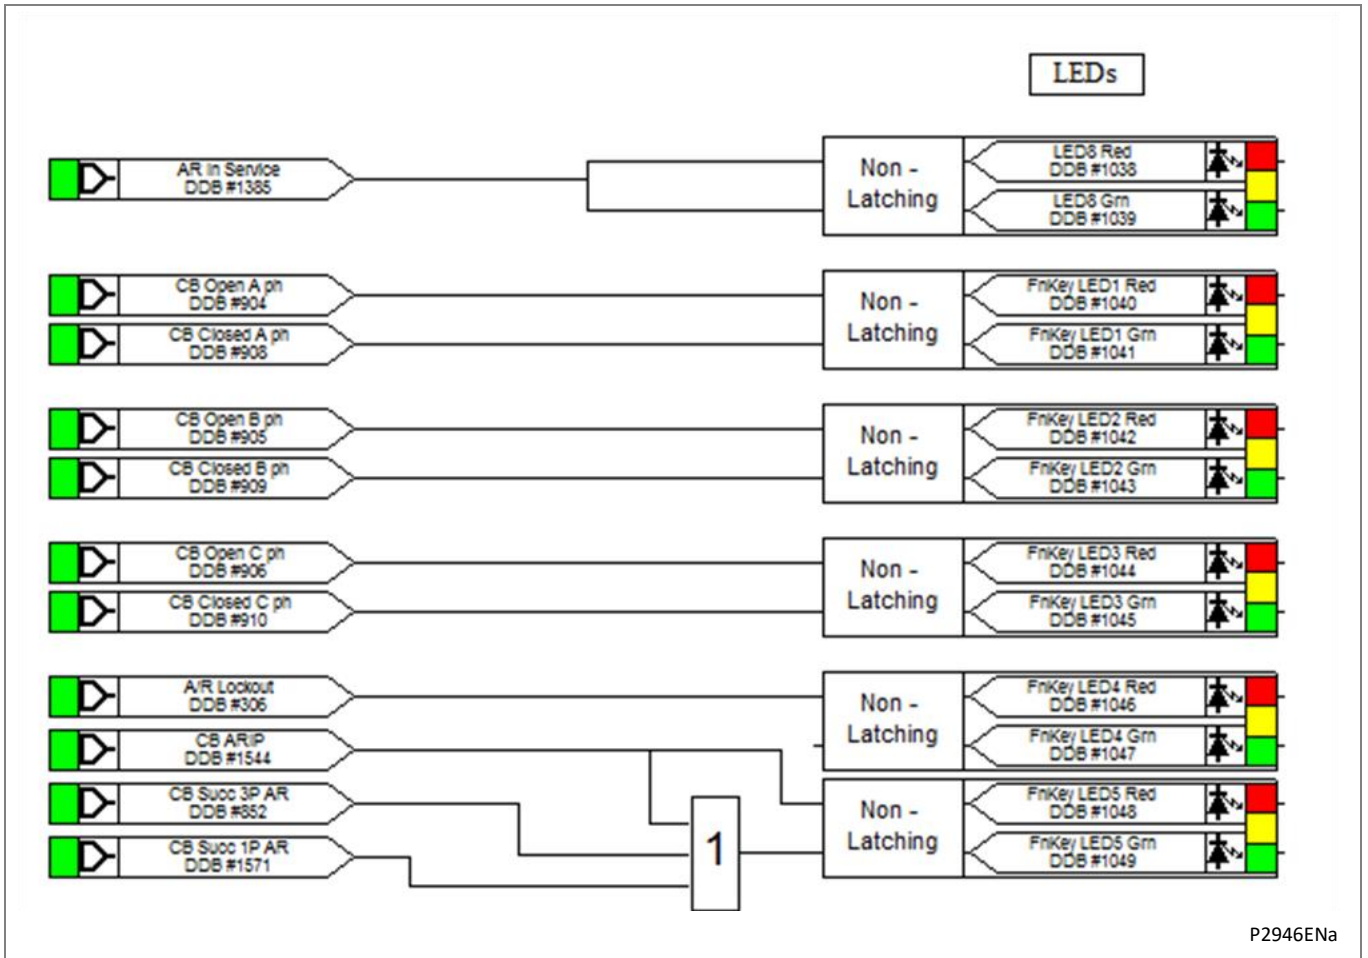 LEDs
AR In Service
DDB #1385
Non -
Latching
LED8 Red
DDB #1038
LED8 Grn
DDB #1039
CB Open A ph
DDB #904
CB Closed A ph
DDB #908
Non -
Latching
FnKey LED1 Red
DDB #1040
FnKey LED1 Grn
DDB #1041
CB Open B ph
DDB #905
CB Closed B ph
DDB #909
Non -
Latching
FnKey LED2 Red
DDB #1042
FnKey LED2 Grn
DDB #1043
CB Open C ph
DDB #906
CB Closed C ph
DDB #910
Non -
Latching
FnKey LED3 Red
DDB #1044
FnKey LED3 Grn
DDB #1045
A/R Lockout
DDB #306
CB ARIP
DDB #1544
Non -
Latching
FnKey LED4 Red
DDB #1046
FnKey LED4 Grn
DDB #1047
CB Succ 3P AR
DDB #852
CB Succ 1P AR
DDB #1571
1
Non -
Latching
FnKey LED5 Red
DDB #1048
FnKey LED5 Grn
DDB #1049
P2946ENa